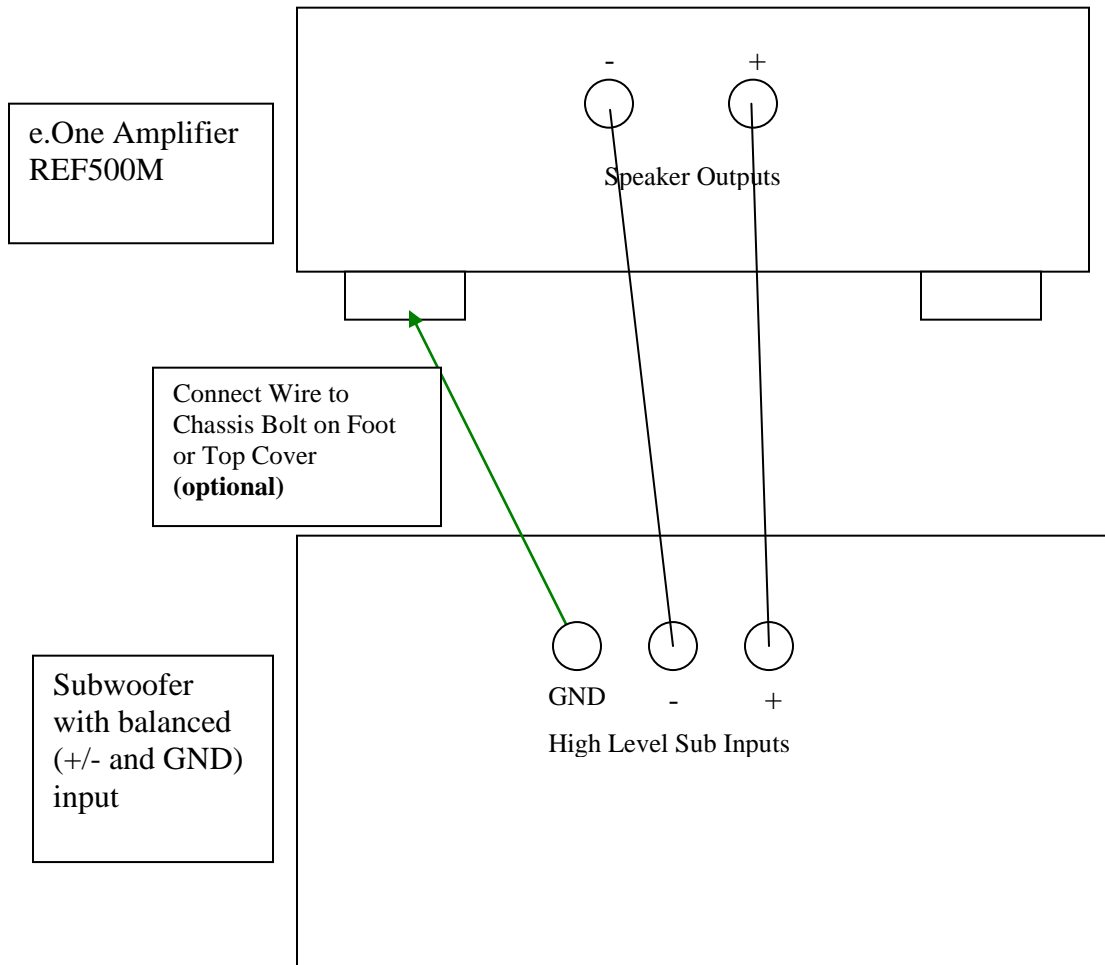 - +
e.One Amplifier
REF500M
Speaker Outputs
Connect Wire to
Chassis Bolt on Foot
or Top Cover
(optional)
Subwoofer
with balanced
(+/- and GND)
input
GND - +
High Level Sub Inputs